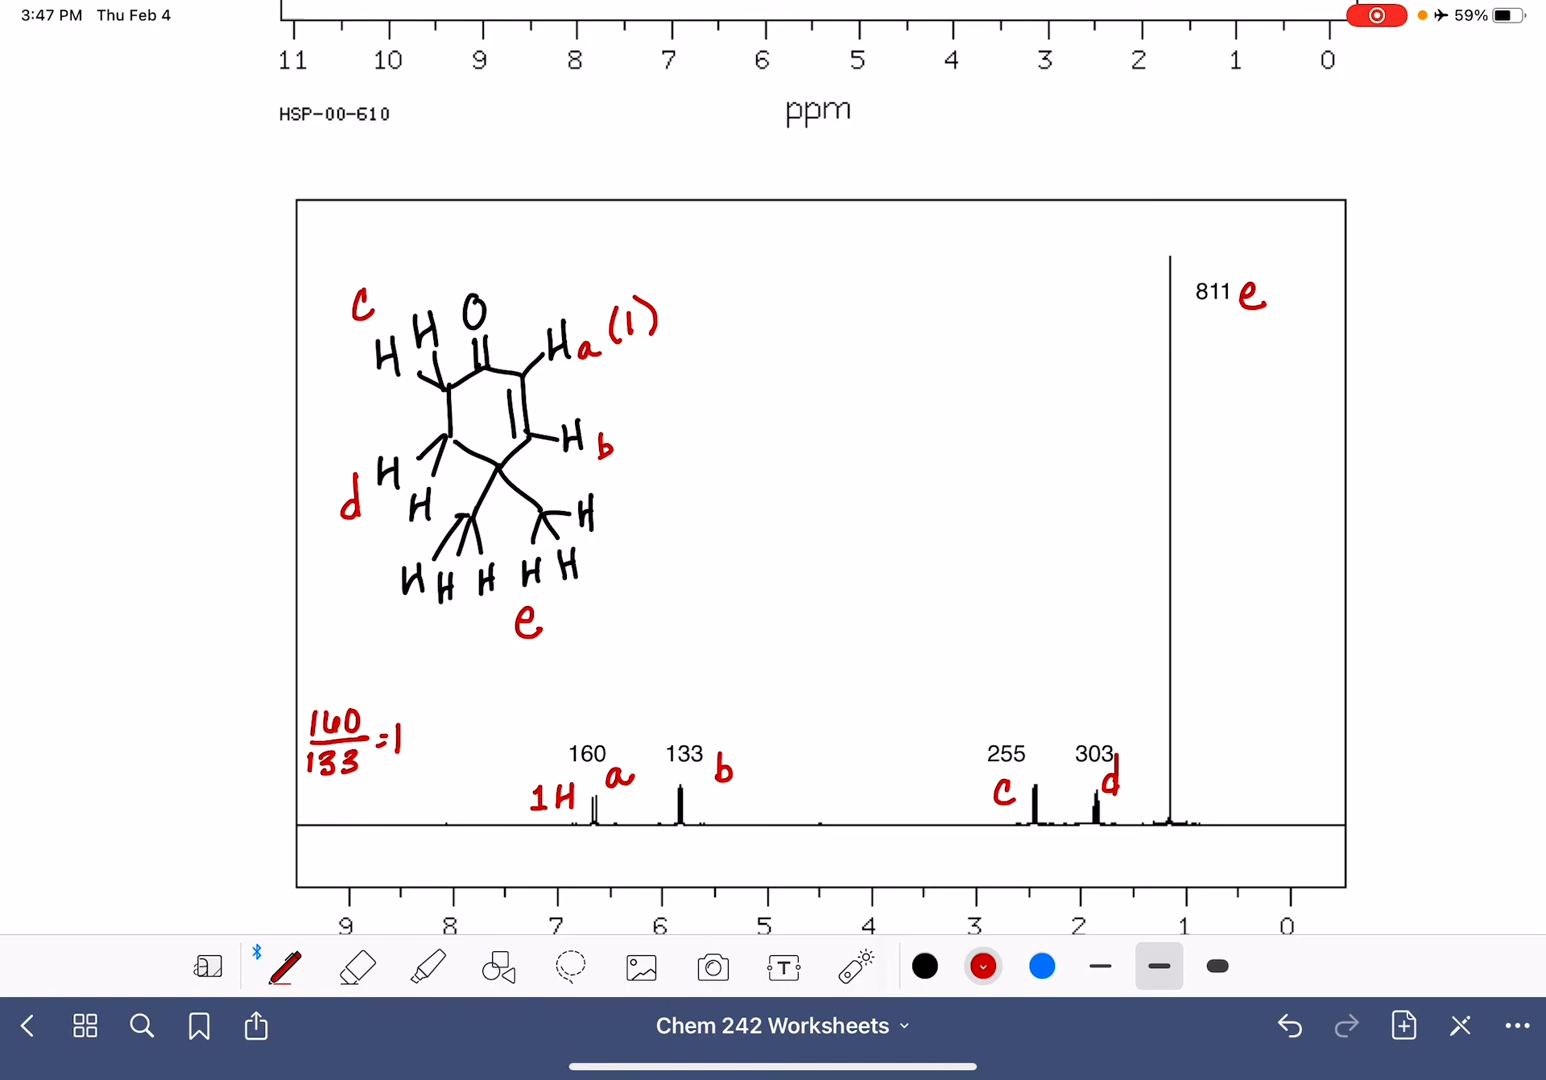 3:47 PM Thu Feb 4
59%
11 10 9 8 7 6 5 4 3 2 1 0
HSP-00-610
ppm
811 e
c
H H O H a (1)
H b
d H H
H
H H H H H
e
160/133 = 1
160 133 255 303
1H a b c d
9 8 7 6 5 4 3 2 1 0
a
T
Chem 242 Worksheets